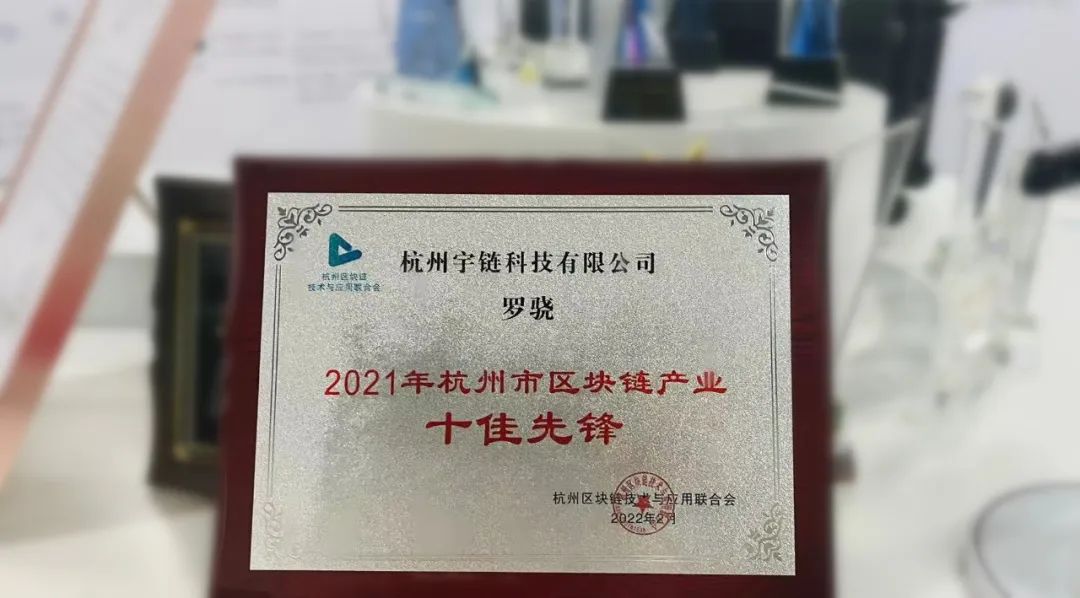 杭州区块链
技术与应用联合会
杭州宇链科技有限公司
罗骁
2021年杭州市区块链产业
十佳先锋
杭州区块链技术与应用联合会
2022年2月